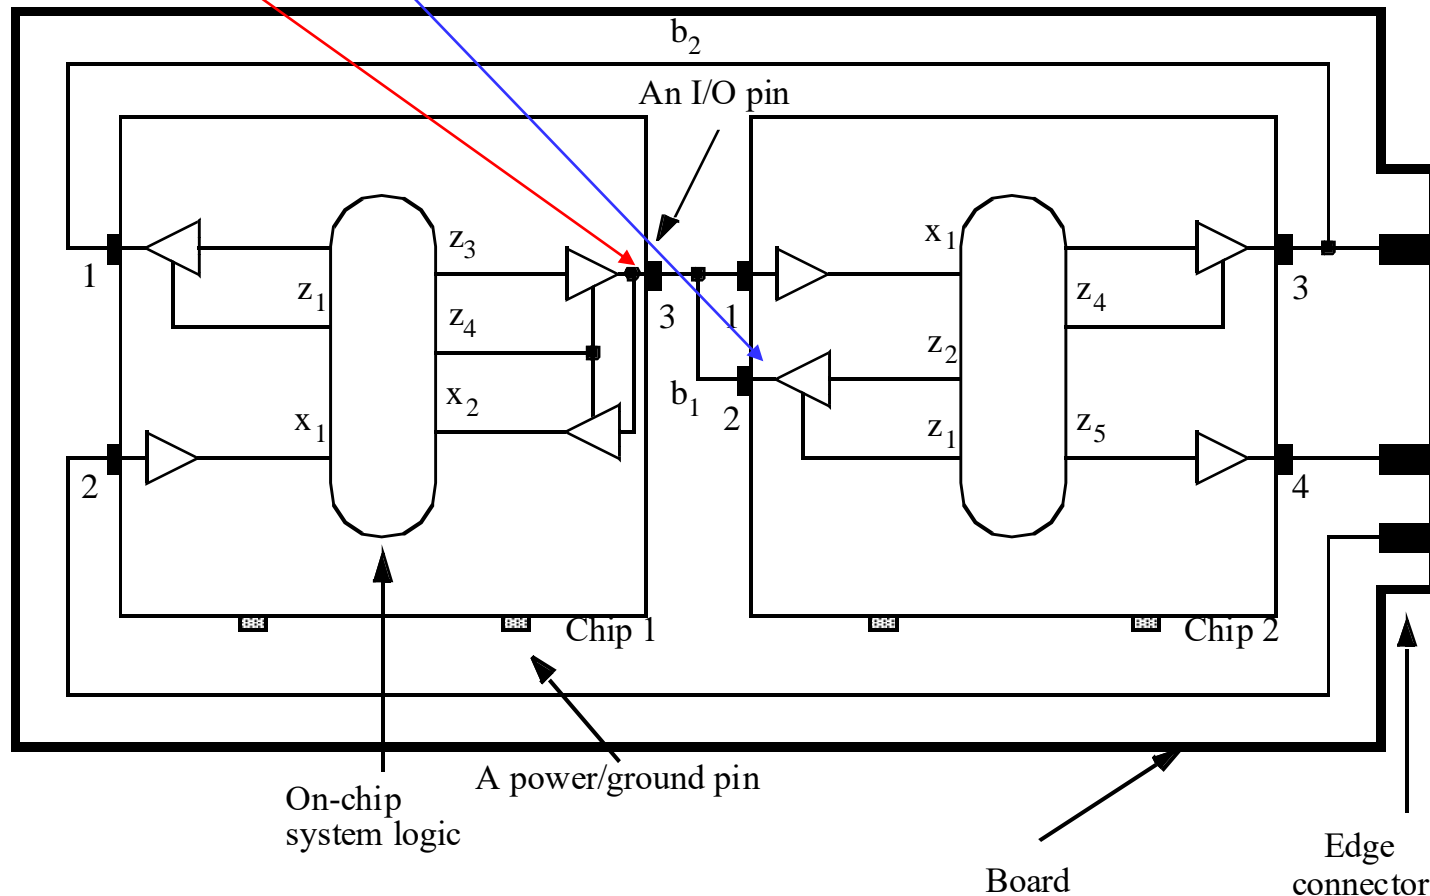 b2
An I/O pin
z3
x1
1
z1
z4
3
1
z4
3
x2
z2
b1
2
x1
z1
z5
2
4
Chip 1
Chip 2
A power/ground pin
On-chip
system logic
Board
Edge
connector